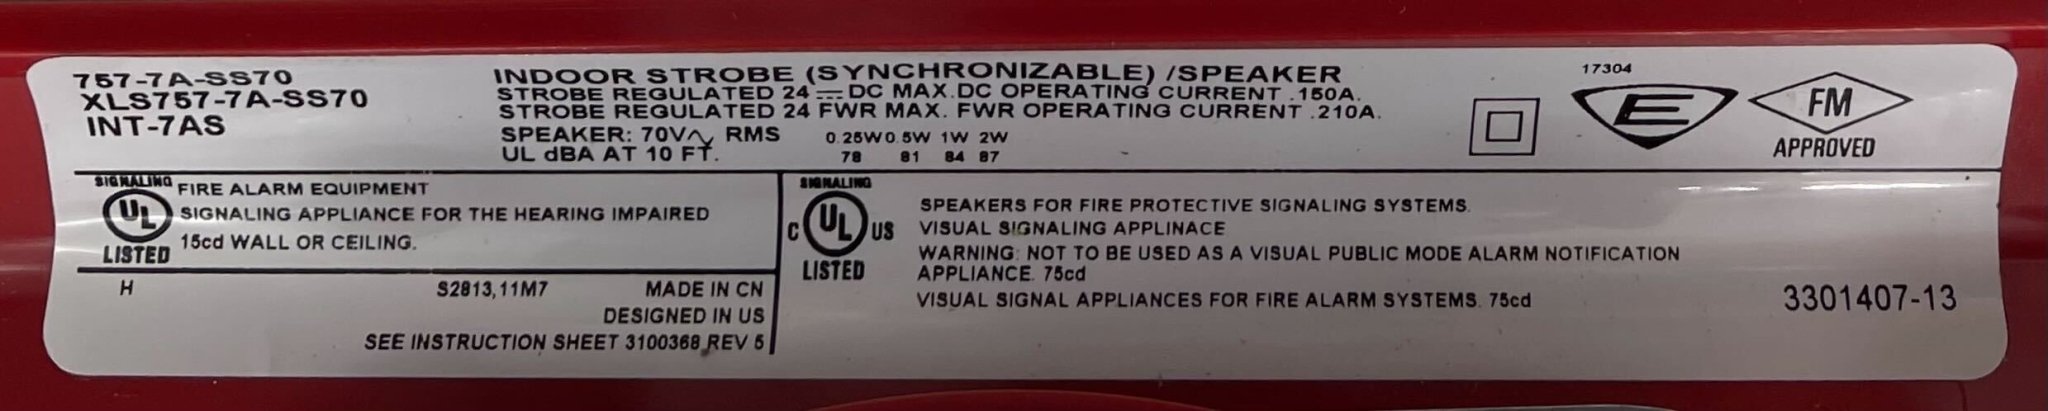 757-7A-SS70
XLS757-7A-SS70
INT-7AS
INDOOR STROBE (SYNCHRONIZABLE) /SPEAKER
STROBE REGULATED 24 ⎓ DC MAX.DC OPERATING CURRENT .150A.
STROBE REGULATED 24 FWR MAX. FWR OPERATING CURRENT .210A.
SPEAKER: 70V∿ RMS 0.25W 0.5W 1W 2W
UL dBA AT 10 FT. 78 81 84 87
17304
E
FM
APPROVED
SIGNALING
UL
LISTED
FIRE ALARM EQUIPMENT
SIGNALING APPLIANCE FOR THE HEARING IMPAIRED
15cd WALL OR CEILING.
H S2813,11M7 MADE IN CN
DESIGNED IN US
SEE INSTRUCTION SHEET 3100368 REV 5
SIGNALING
C UL US
LISTED
SPEAKERS FOR FIRE PROTECTIVE SIGNALING SYSTEMS.
VISUAL SIGNALING APPLINACE
WARNING: NOT TO BE USED AS A VISUAL PUBLIC MODE ALARM NOTIFICATION
APPLIANCE. 75cd
VISUAL SIGNAL APPLIANCES FOR FIRE ALARM SYSTEMS. 75cd
3301407-13